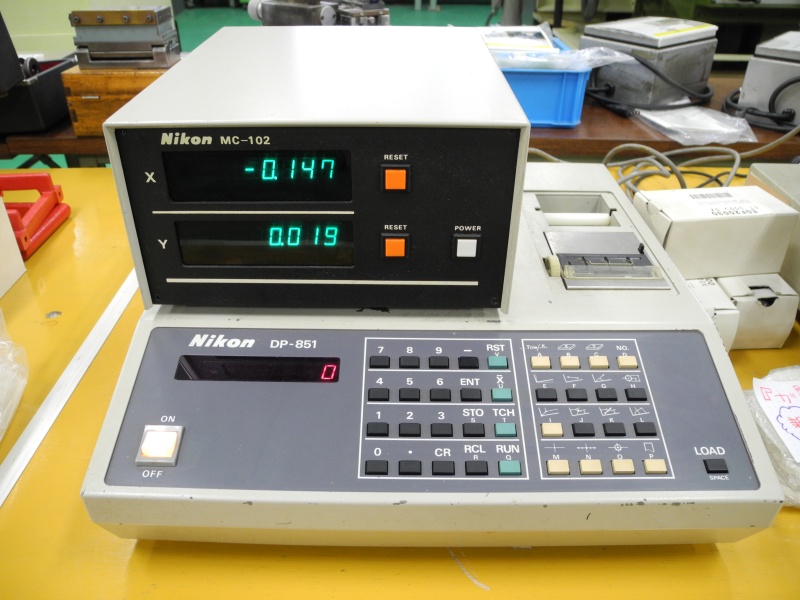 Nikon MC-102
X -0.147 RESET
Y 0.019 RESET POWER
Nikon DP-851
0
ON
OFF
7 8 9 - RST
4 5 6 ENT
1 2 3 STO TCH
S T
0 . CR RCL RUN
R Q
NO.
A B C D
E F G H
I J K L
M N O P
LOAD
SPACE